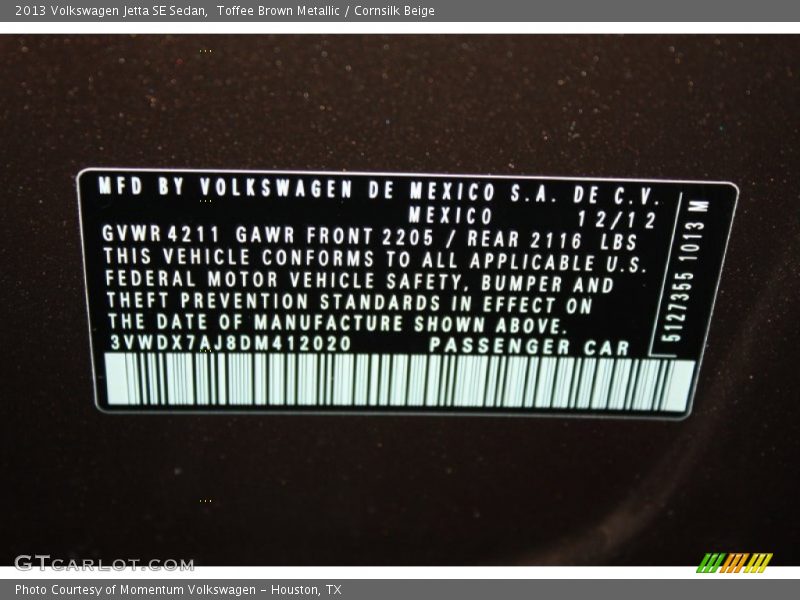 2013 Volkswagen Jetta SE Sedan,  Toffee Brown Metallic / Cornsilk Beige
MFD BY VOLKSWAGEN DE MEXICO S.A. DE C.V.
MEXICO 12/12
GVWR 4211 GAWR FRONT 2205 / REAR 2116 LBS
THIS VEHICLE CONFORMS TO ALL APPLICABLE U.S.
FEDERAL MOTOR VEHICLE SAFETY, BUMPER AND
THEFT PREVENTION STANDARDS IN EFFECT ON
THE DATE OF MANUFACTURE SHOWN ABOVE.
3VWDX7AJ8DM412020 PASSENGER CAR
5127355 1013 M
GTCARLOT.COM
Photo Courtesy of Momentum Volkswagen – Houston, TX